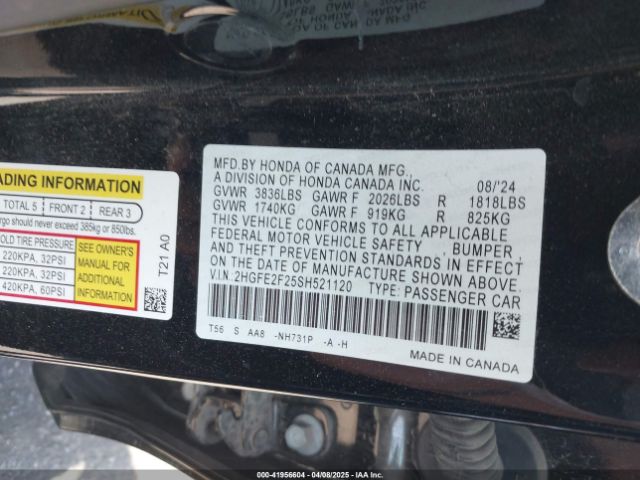 ADING INFORMATION
TOTAL 5 FRONT 2 REAR 3
rgo should never exceed 385kg or 850lbs.
OLD TIRE PRESSURE
220KPA, 32PSI
220KPA, 32PSI
420KPA, 60PSI
SEE OWNER'S
MANUAL FOR
ADDITIONAL
INFORMATION
T21 A0
MFD.BY HONDA OF CANADA MFG.,
A DIVISION OF HONDA CANADA INC. 08/'24
GVWR 3836LBS GAWR F 2026LBS R 1818LBS
GVWR 1740KG GAWR F 919KG R 825KG
THIS VEHICLE CONFORMS TO ALL APPLICABLE
FEDERAL MOTOR VEHICLE SAFETY , BUMPER ,
AND THEFT PREVENTION STANDARDS IN EFFECT
ON THE DATE OF MANUFACTURE SHOWN ABOVE.
V.I.N: 2HGFE2F25SH521120 TYPE: PASSENGER CAR
T56 S AA8 -NH731P -A -H
MADE IN CANADA
000-41956604 - 04/08/2025 - IAAI.COM